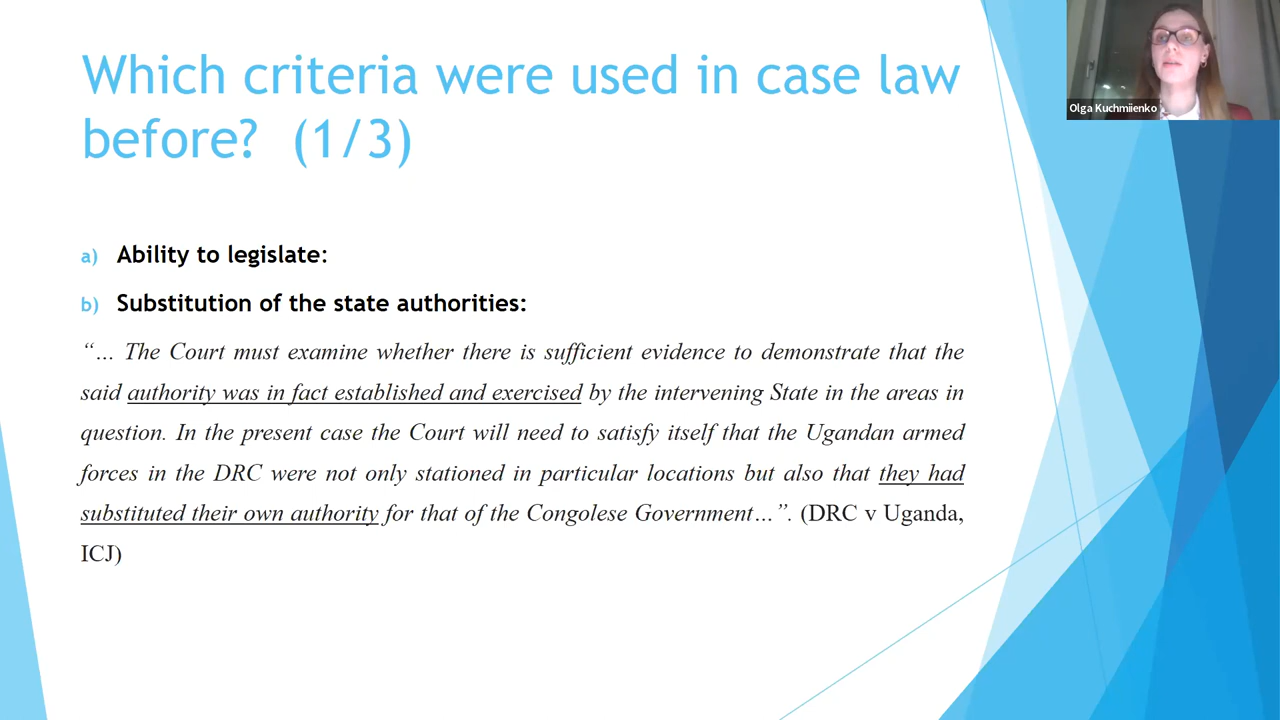 Which criteria were used in case law
before? (1/3)
Olga Kuchmiienko
a) Ability to legislate:
b) Substitution of the state authorities:
“… The Court must examine whether there is sufficient evidence to demonstrate that the
said authority was in fact established and exercised by the intervening State in the areas in
question. In the present case the Court will need to satisfy itself that the Ugandan armed
forces in the DRC were not only stationed in particular locations but also that they had
substituted their own authority for that of the Congolese Government…”. (DRC v Uganda,
ICJ)